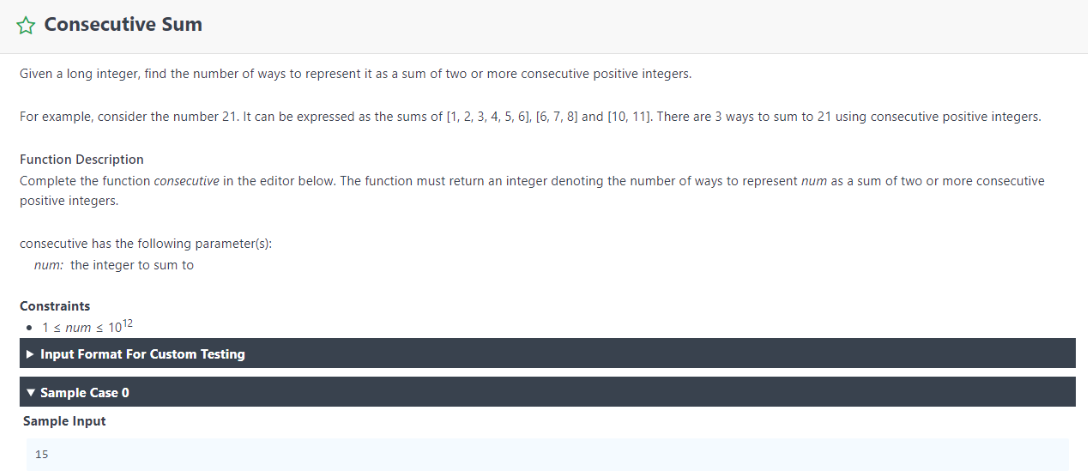 Consecutive Sum
Given a long integer, find the number of ways to represent it as a sum of two or more consecutive positive integers.
For example, consider the number 21. It can be expressed as the sums of [1, 2, 3, 4, 5, 6], [6, 7, 8] and [10, 11]. There are 3 ways to sum to 21 using consecutive positive integers.
Function Description
Complete the function consecutive in the editor below. The function must return an integer denoting the number of ways to represent num as a sum of two or more consecutive
positive integers.
consecutive has the following parameter(s):
num: the integer to sum to
Constraints
• 1 ≤ num ≤ 10¹²
Input Format For Custom Testing
Sample Case 0
Sample Input
15